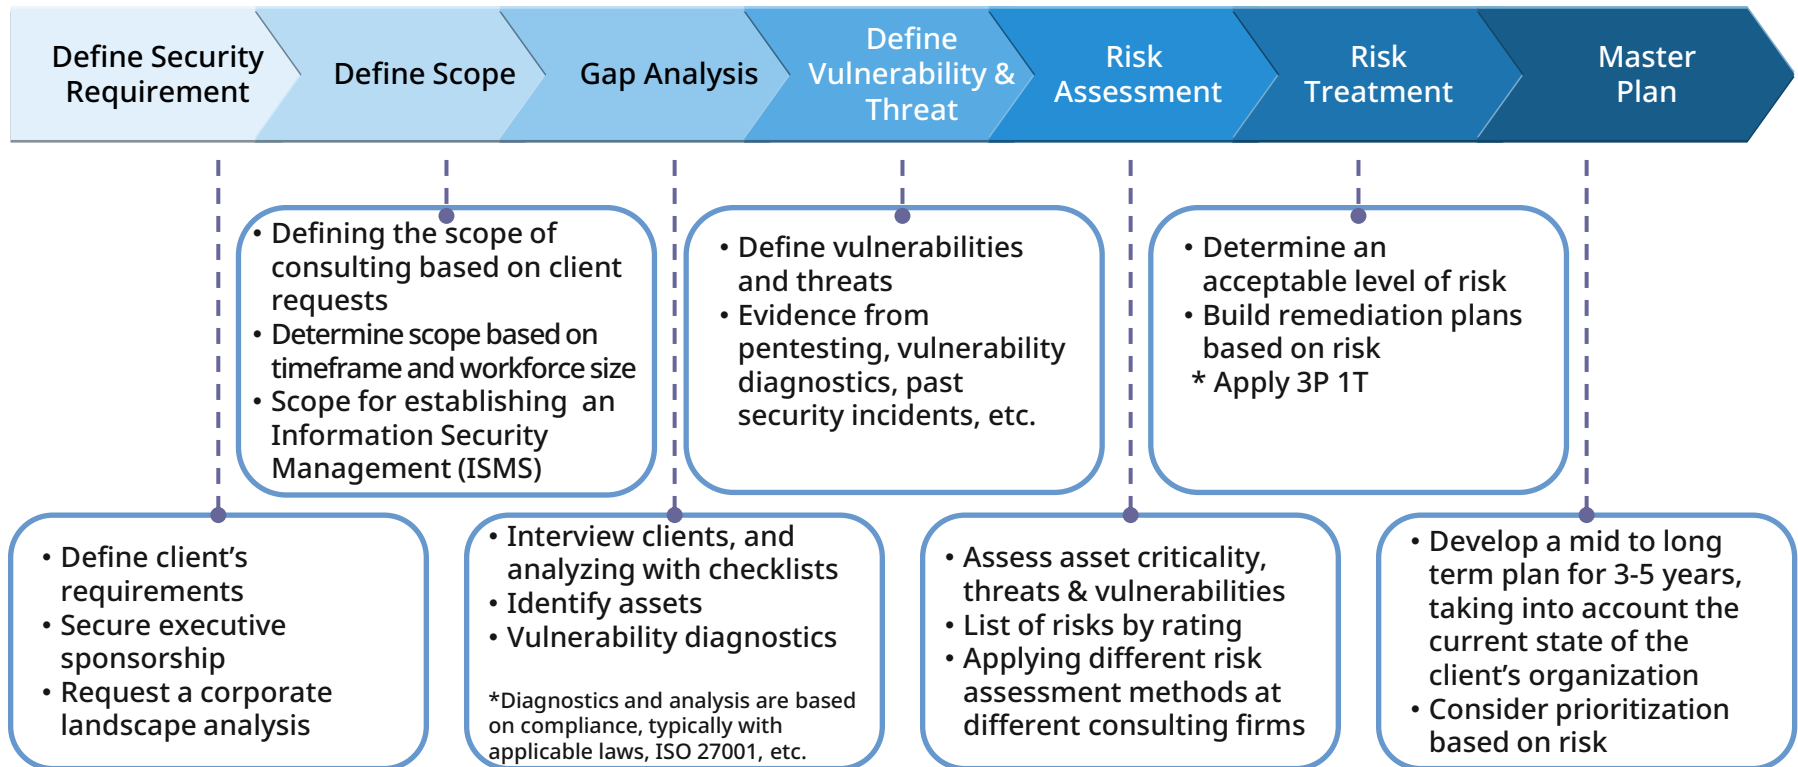 Define Security
Requirement
Define Scope
Gap Analysis
Define
Vulnerability &
Threat
Risk
Assessment
Risk
Treatment
Master
Plan
• Defining the scope of
consulting based on client
requests
• Determine scope based on
timeframe and workforce size
• Scope for establishing an
Information Security
Management (ISMS)
• Define vulnerabilities
and threats
• Evidence from
pentesting, vulnerability
diagnostics, past
security incidents, etc.
• Determine an
acceptable level of risk
• Build remediation plans
based on risk
* Apply 3P 1T
• Define client’s
requirements
• Secure executive
sponsorship
• Request a corporate
landscape analysis
• Interview clients, and
analyzing with checklists
• Identify assets
• Vulnerability diagnostics
*Diagnostics and analysis are based
on compliance, typically with
applicable laws, ISO 27001, etc.
• Assess asset criticality,
threats & vulnerabilities
• List of risks by rating
• Applying different risk
assessment methods at
different consulting firms
• Develop a mid to long
term plan for 3-5 years,
taking into account the
current state of the
client’s organization
• Consider prioritization
based on risk